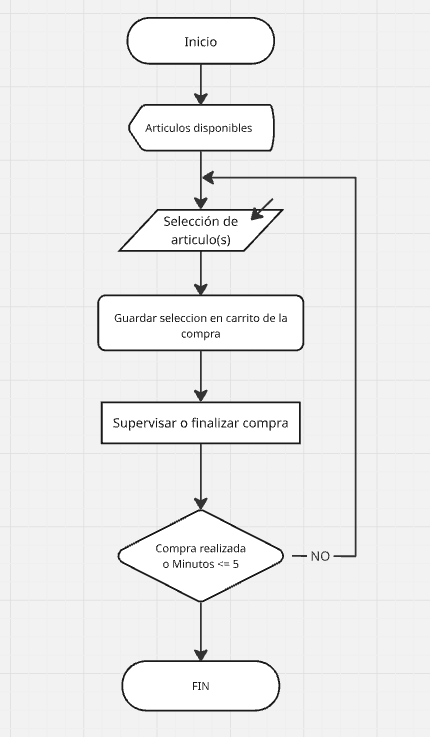 Inicio
Articulos disponibles
Selección de
articulo(s)
Guardar seleccion en carrito de la
compra
Supervisar o finalizar compra
Compra realizada
o Minutos <= 5
NO
FIN